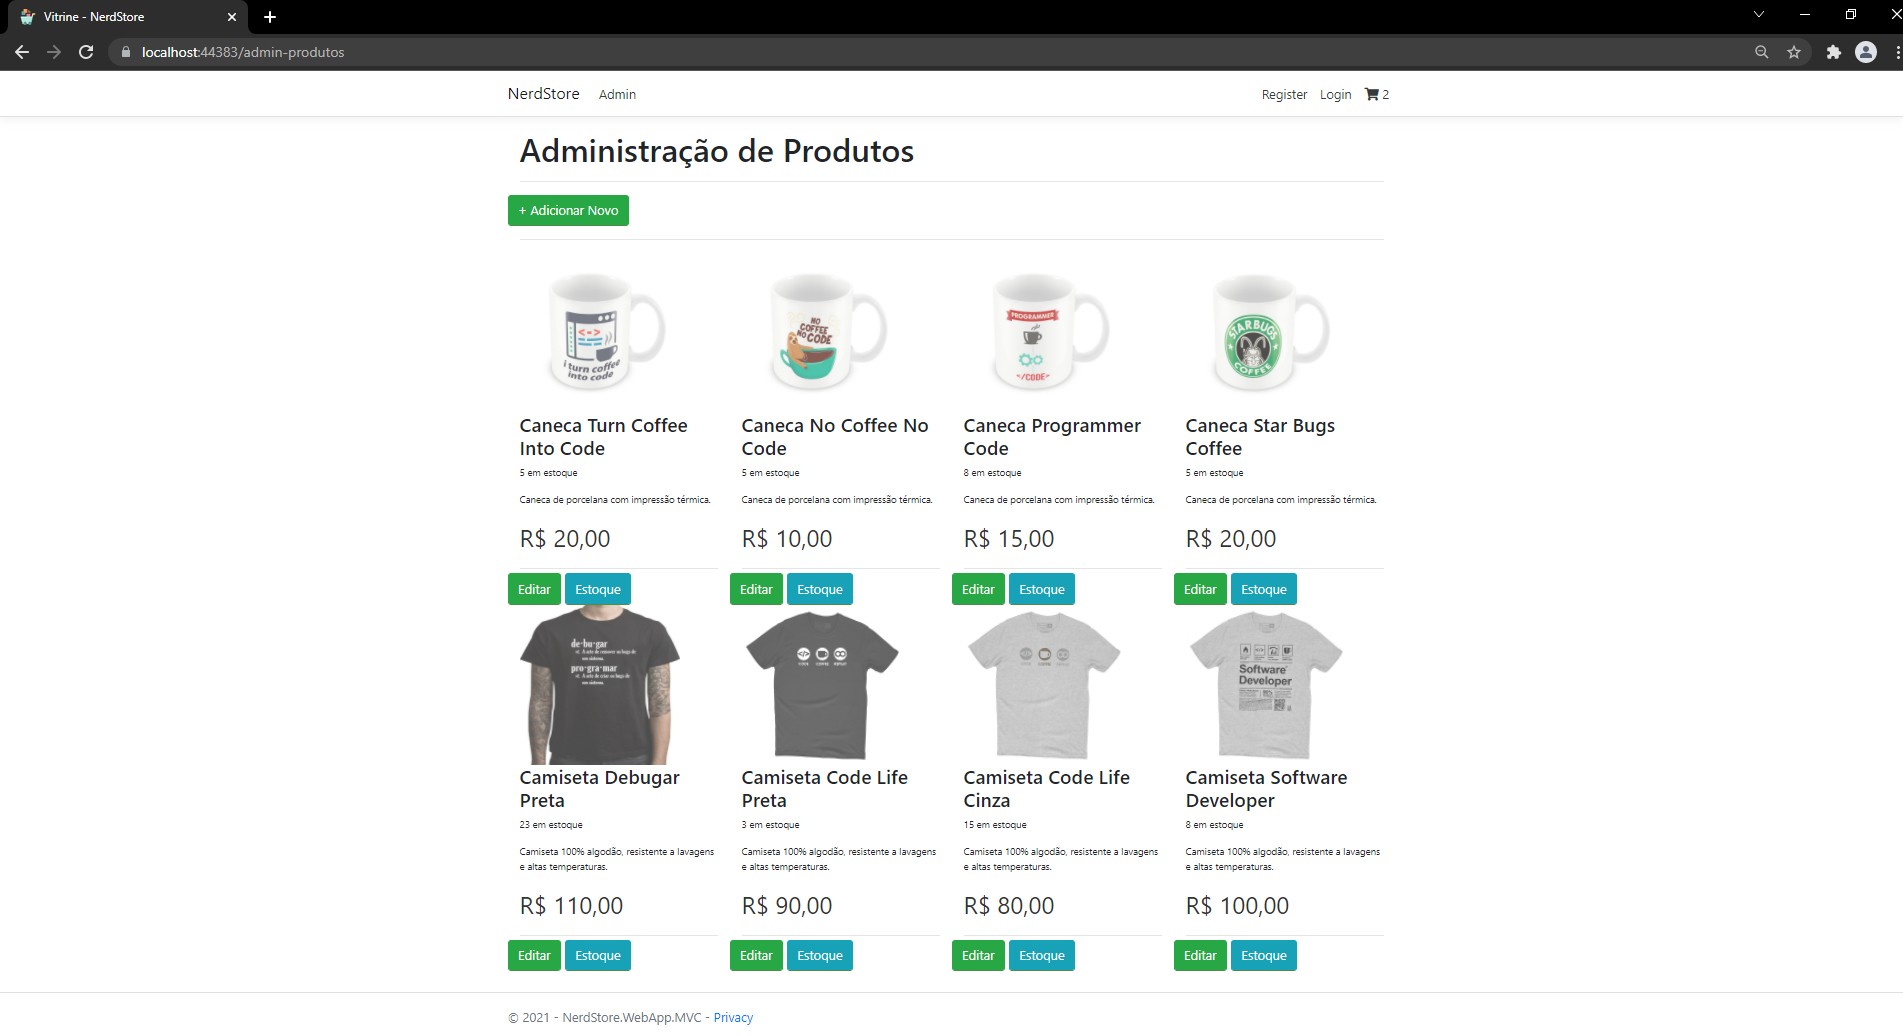 Vitrine - NerdStore
localhost:44383/admin-produtos
NerdStore Admin Register Login 2
Administração de Produtos
+ Adicionar Novo
i turn coffee
into code
NO
COFFEE
NO CODE
PROGRAMMER
~/CODE~
STARBUGS
COFFEE
Caneca Turn Coffee
Into Code
5 em estoque
Caneca de porcelana com impressão térmica.
R$ 20,00
Editar Estoque
Caneca No Coffee No
Code
5 em estoque
Caneca de porcelana com impressão térmica.
R$ 10,00
Editar Estoque
Caneca Programmer
Code
8 em estoque
Caneca de porcelana com impressão térmica.
R$ 15,00
Editar Estoque
Caneca Star Bugs
Coffee
5 em estoque
Caneca de porcelana com impressão térmica.
R$ 20,00
Editar Estoque
de·bu·gar
pro·gra·mar
Software
Developer
Camiseta Debugar
Preta
23 em estoque
Camiseta 100% algodão, resistente a lavagens
e altas temperaturas.
R$ 110,00
Editar Estoque
Camiseta Code Life
Preta
3 em estoque
Camiseta 100% algodão, resistente a lavagens
e altas temperaturas.
R$ 90,00
Editar Estoque
Camiseta Code Life
Cinza
15 em estoque
Camiseta 100% algodão, resistente a lavagens
e altas temperaturas.
R$ 80,00
Editar Estoque
Camiseta Software
Developer
8 em estoque
Camiseta 100% algodão, resistente a lavagens
e altas temperaturas.
R$ 100,00
Editar Estoque
© 2021 - NerdStore.WebApp.MVC - Privacy